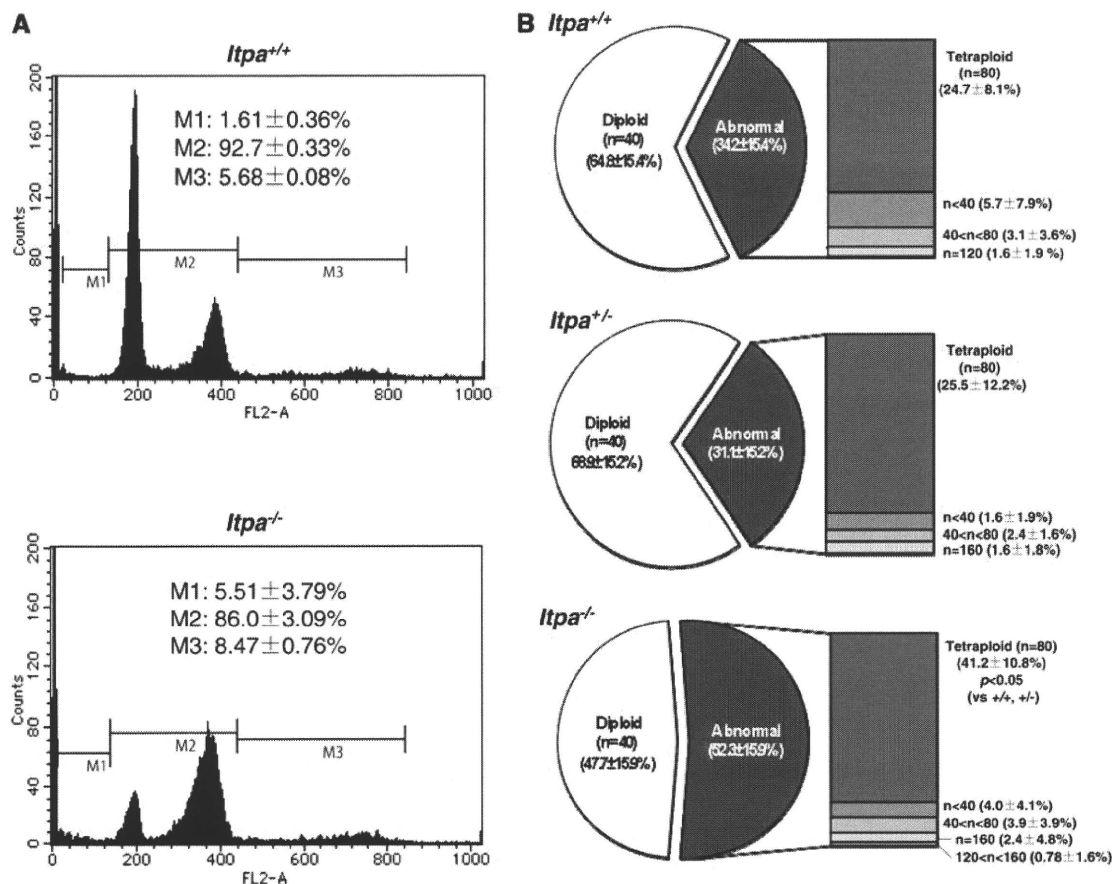 A
Itpa+/+
M1: 1.61±0.36%
M2: 92.7±0.33%
M3: 5.68±0.08%
Counts
200
160
120
80
40
0
M1
M2
M3
0 200 400 600 800 1000
FL2-A
Itpa-/-
M1: 5.51±3.79%
M2: 86.0±3.09%
M3: 8.47±0.76%
Counts
200
160
120
80
40
0
M1
M2
M3
0 200 400 600 800 1000
FL2-A
B
Itpa+/+
Diploid
(n=40)
(64.8±15.4%)
Abnormal
(34.2±15.4%)
Tetraploid
(n=80)
(24.7±8.1%)
n<40 (5.7±7.9%)
40<n<80 (3.1±3.6%)
n=120 (1.6±1.9 %)
Itpa+/-
Diploid
(n=40)
68.9±15.2%)
Abnormal
(31.1±15.2%)
Tetraploid
(n=80)
(25.5±12.2%)
n<40 (1.6±1.9%)
40<n<80 (2.4±1.6%)
n=160 (1.6±1.8%)
Itpa-/-
Diploid
(n=40)
(47.7±15.9%)
Abnormal
(52.3±15.9%)
Tetraploid (n=80)
(41.2±10.8%)
p<0.05
(vs +/+, +/-)
n<40 (4.0±4.1%)
40<n<80 (3.9±3.9%)
n=160 (2.4±4.8%)
120<n<160 (0.78±1.6%)